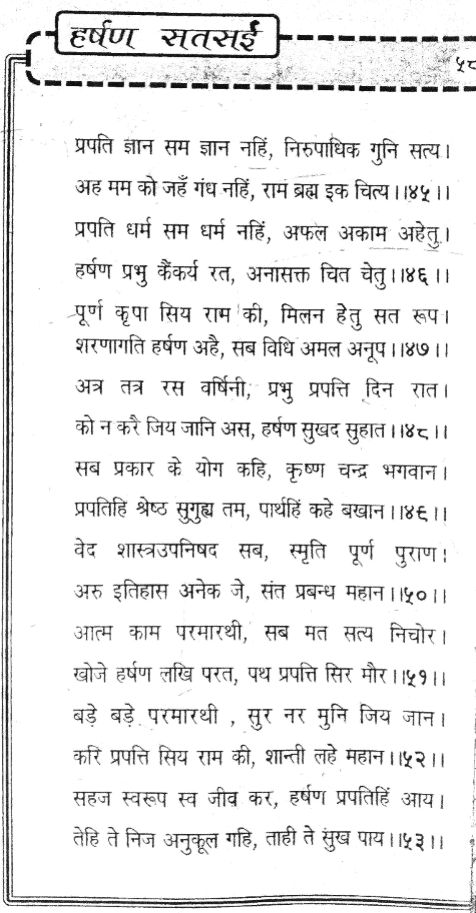 हर्षण सतसई
५८
प्रपति ज्ञान सम ज्ञान नहिं, निरुपाधिक गुनि सत्य।
अह मम को जहँ गंध नहिं, राम ब्रह्म इक चित्य।।४५।।
प्रपति धर्म सम धर्म नहिं, अफल अकाम अहेतु।
हर्षण प्रभु कैंकर्य रत, अनासक्त चित चेतु।।४६।।
पूर्ण कृपा सिय राम की, मिलन हेतु सत रूप।
शरणागति हर्षण अहै, सब विधि अमल अनूप।।४७।।
अत्र तत्र रस वर्षिनी, प्रभु प्रपत्ति दिन रात।
को न करै जिय जानि अस, हर्षण सुखद सुहात।।४८।।
सब प्रकार के योग कहि, कृष्ण चन्द्र भगवान।
प्रपतिहि श्रेष्ठ सुगुह्य तम, पार्थहिं कहे बखान।।४९।।
वेद शास्त्रउपनिषद सब, स्मृति पूर्ण पुराण।
अरु इतिहास अनेक जे, संत प्रबन्ध महान।।५०।।
आत्म काम परमारथी, सब मत सत्य निचोर।
खोजे हर्षण लखि परत, पथ प्रपत्ति सिर मौर।।५१।।
बड़े बड़े परमारथी , सुर नर मुनि जिय जान।
करि प्रपत्ति सिय राम की, शान्ती लहे महान।।५२।।
सहज स्वरूप स्व जीव कर, हर्षण प्रपतिहिं आय।
तेहि ते निज अनुकूल गहि, ताही ते सुख पाय।।५३।।